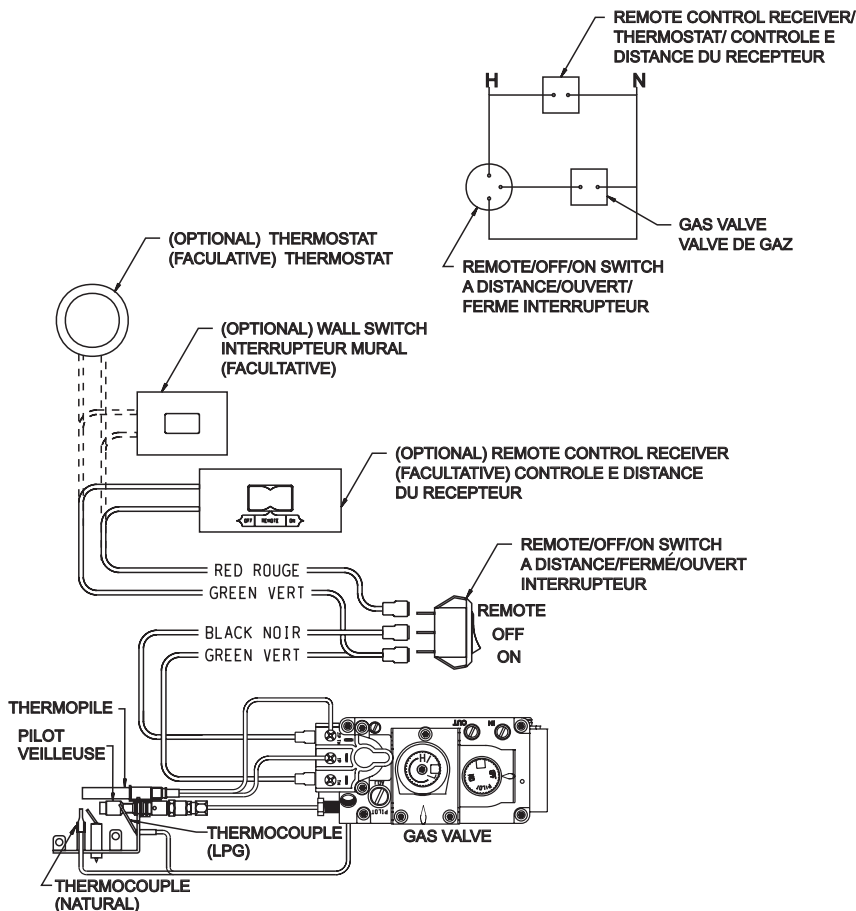 REMOTE CONTROL RECEIVER/
THERMOSTAT/ CONTROLE E
DISTANCE DU RECEPTEUR
H
N
GAS VALVE
VALVE DE GAZ
REMOTE/OFF/ON SWITCH
A DISTANCE/OUVERT/
FERME INTERRUPTEUR
(OPTIONAL) THERMOSTAT
(FACULATIVE) THERMOSTAT
(OPTIONAL) WALL SWITCH
INTERRUPTEUR MURAL
(FACULTATIVE)
(OPTIONAL) REMOTE CONTROL RECEIVER
(FACULTATIVE) CONTROLE E DISTANCE
DU RECEPTEUR
OFF REMOTE ON
REMOTE/OFF/ON SWITCH
A DISTANCE/FERMÉ/OUVERT
INTERRUPTEUR
RED ROUGE
GREEN VERT
BLACK NOIR
GREEN VERT
REMOTE
OFF
ON
THERMOPILE
PILOT
VEILLEUSE
OUT
IN
PILOT
GAS VALVE
THERMOCOUPLE
(LPG)
THERMOCOUPLE
(NATURAL)